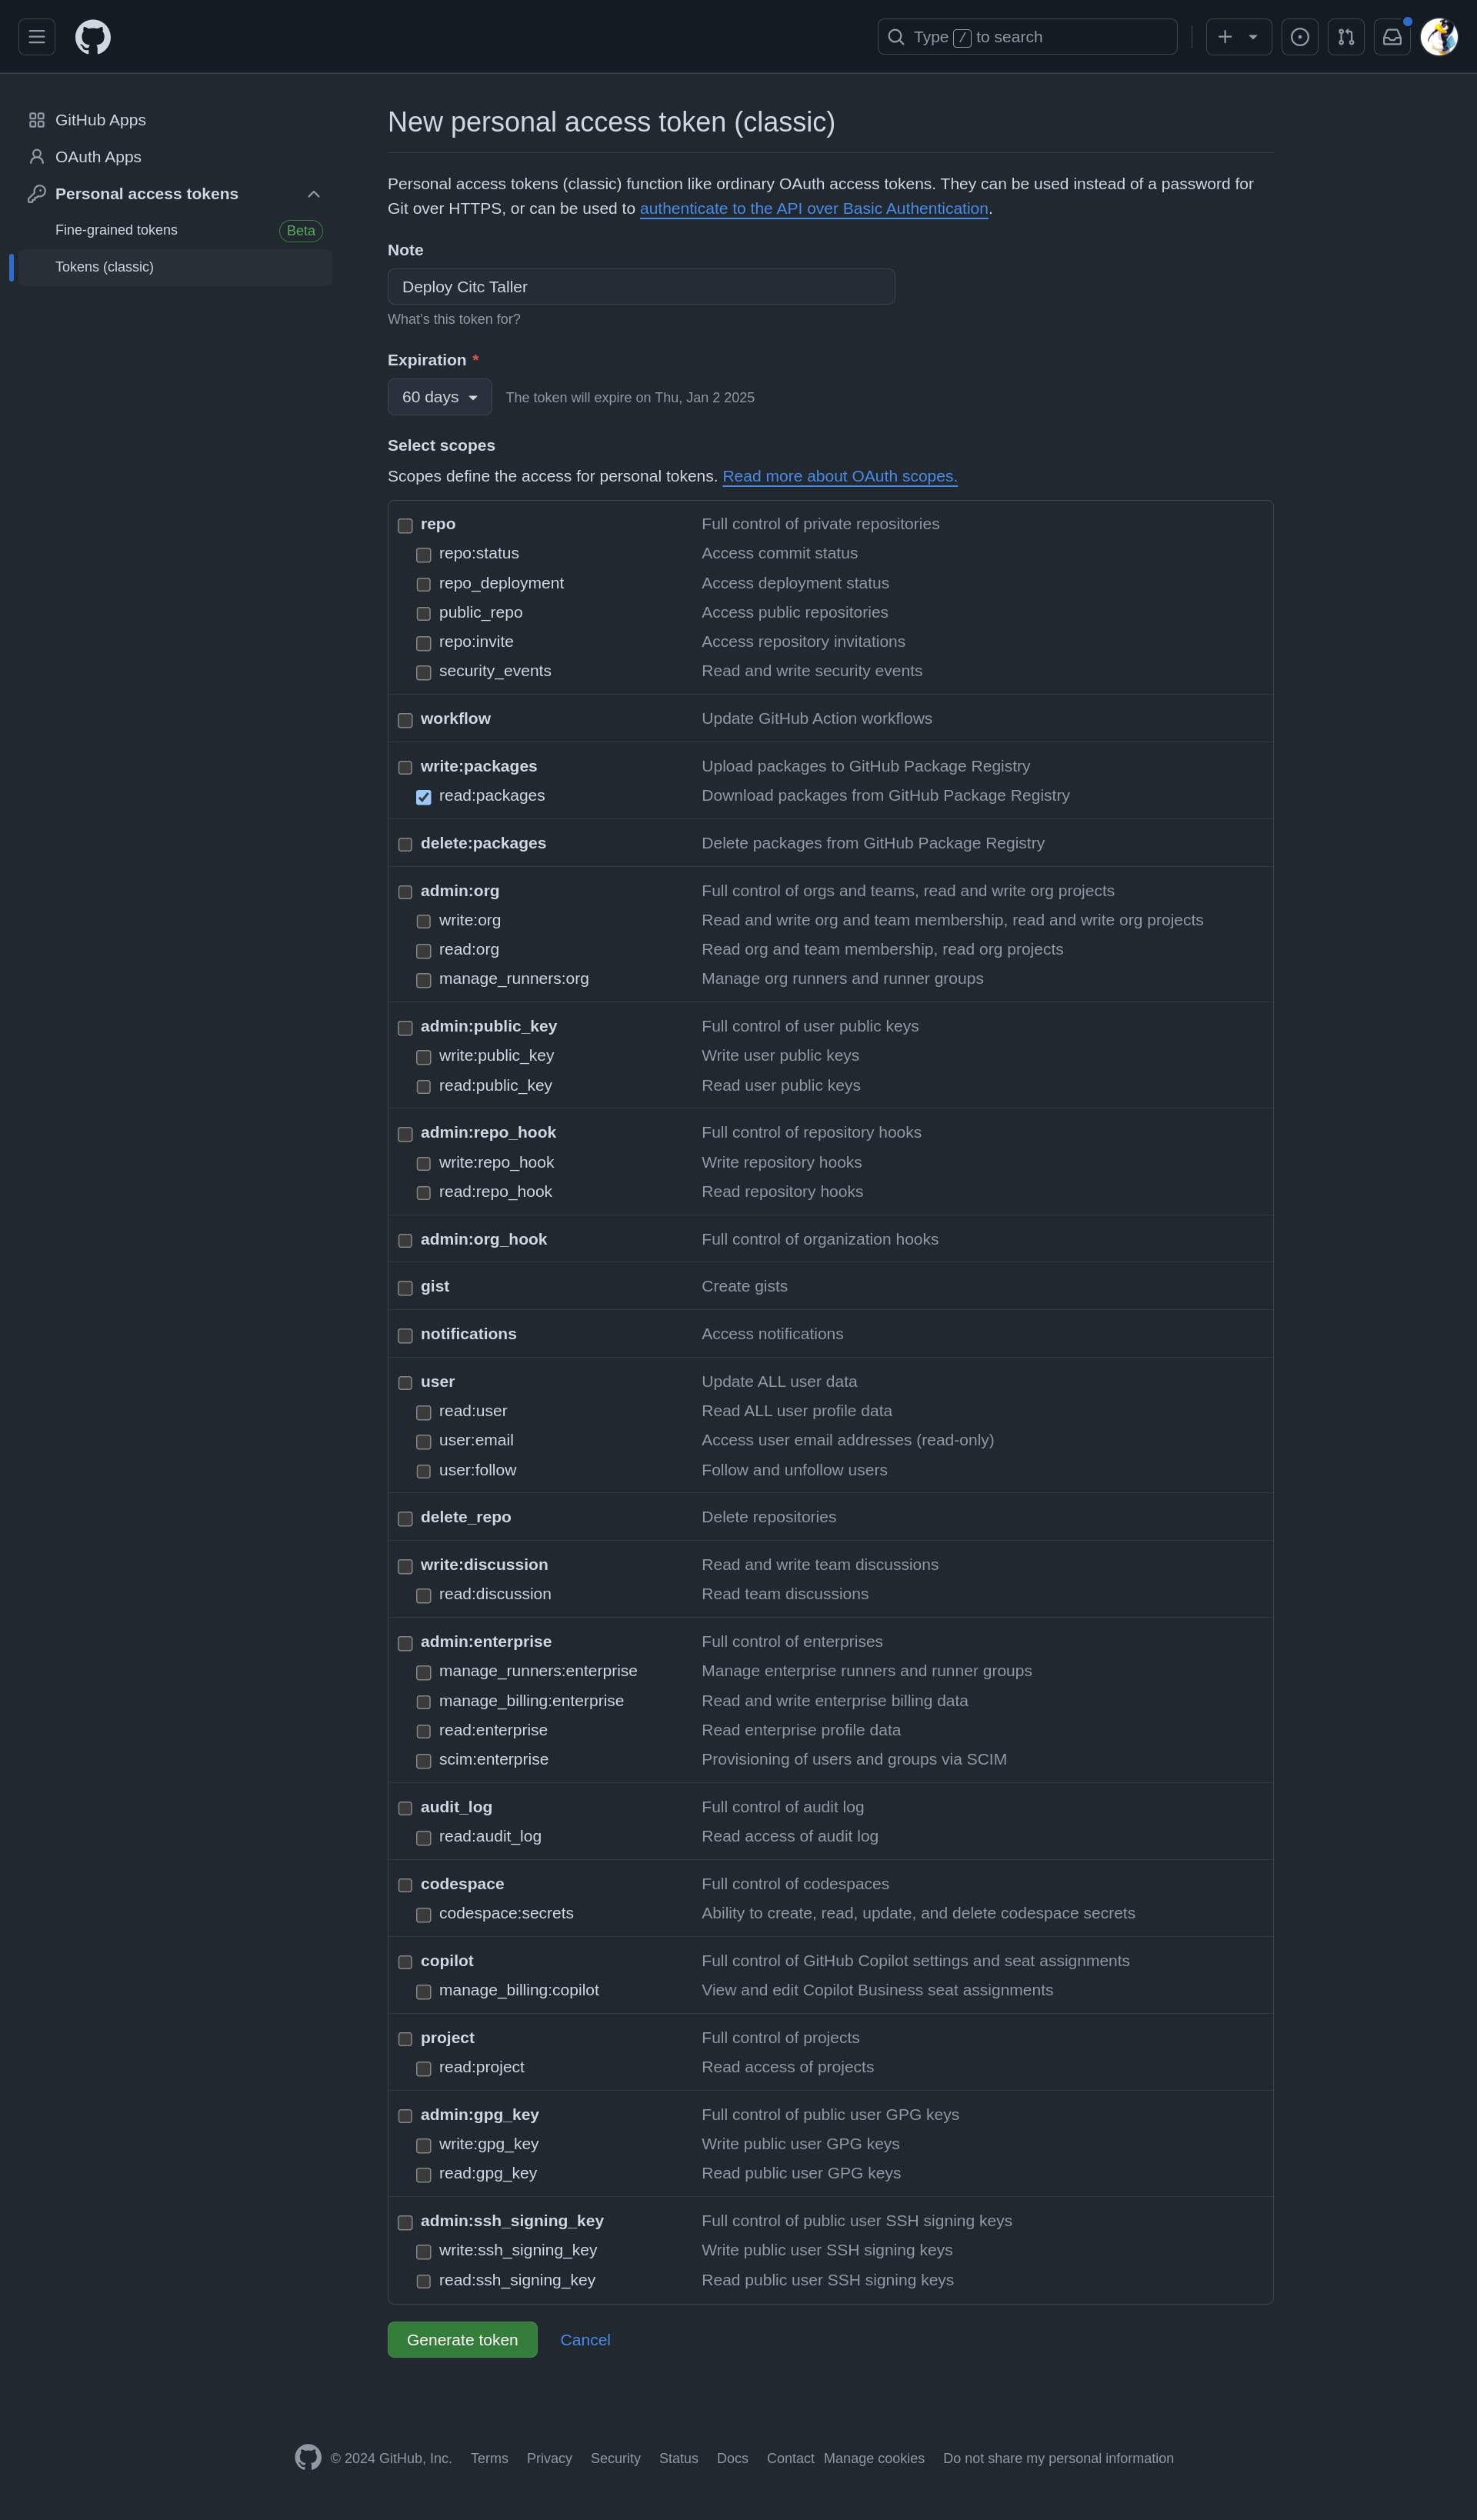 Type / to search
GitHub Apps
OAuth Apps
Personal access tokens
Fine-grained tokens Beta
Tokens (classic)
New personal access token (classic)
Personal access tokens (classic) function like ordinary OAuth access tokens. They can be used instead of a password for
Git over HTTPS, or can be used to authenticate to the API over Basic Authentication.
Note
Deploy Citc Taller
What's this token for?
Expiration *
60 days The token will expire on Thu, Jan 2 2025
Select scopes
Scopes define the access for personal tokens. Read more about OAuth scopes.
repo Full control of private repositories
repo:status Access commit status
repo_deployment Access deployment status
public_repo Access public repositories
repo:invite Access repository invitations
security_events Read and write security events
workflow Update GitHub Action workflows
write:packages Upload packages to GitHub Package Registry
read:packages Download packages from GitHub Package Registry
delete:packages Delete packages from GitHub Package Registry
admin:org Full control of orgs and teams, read and write org projects
write:org Read and write org and team membership, read and write org projects
read:org Read org and team membership, read org projects
manage_runners:org Manage org runners and runner groups
admin:public_key Full control of user public keys
write:public_key Write user public keys
read:public_key Read user public keys
admin:repo_hook Full control of repository hooks
write:repo_hook Write repository hooks
read:repo_hook Read repository hooks
admin:org_hook Full control of organization hooks
gist Create gists
notifications Access notifications
user Update ALL user data
read:user Read ALL user profile data
user:email Access user email addresses (read-only)
user:follow Follow and unfollow users
delete_repo Delete repositories
write:discussion Read and write team discussions
read:discussion Read team discussions
admin:enterprise Full control of enterprises
manage_runners:enterprise Manage enterprise runners and runner groups
manage_billing:enterprise Read and write enterprise billing data
read:enterprise Read enterprise profile data
scim:enterprise Provisioning of users and groups via SCIM
audit_log Full control of audit log
read:audit_log Read access of audit log
codespace Full control of codespaces
codespace:secrets Ability to create, read, update, and delete codespace secrets
copilot Full control of GitHub Copilot settings and seat assignments
manage_billing:copilot View and edit Copilot Business seat assignments
project Full control of projects
read:project Read access of projects
admin:gpg_key Full control of public user GPG keys
write:gpg_key Write public user GPG keys
read:gpg_key Read public user GPG keys
admin:ssh_signing_key Full control of public user SSH signing keys
write:ssh_signing_key Write public user SSH signing keys
read:ssh_signing_key Read public user SSH signing keys
Generate token Cancel
© 2024 GitHub, Inc. Terms Privacy Security Status Docs Contact Manage cookies Do not share my personal information